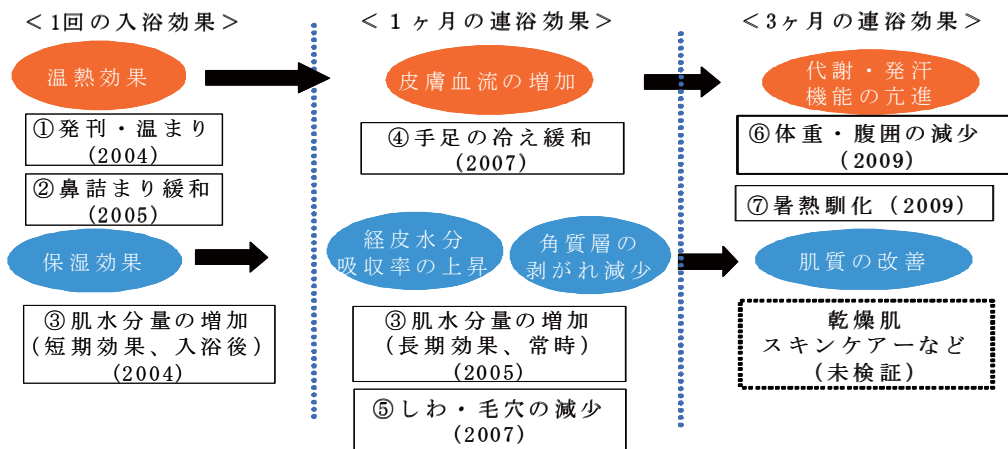 ＜1回の入浴効果＞
温熱効果
①発刊・温まり
(2004)
②鼻詰まり緩和
(2005)
保湿効果
③肌水分量の増加
(短期効果、入浴後)
(2004)
＜１ヶ月の連浴効果＞
皮膚血流の増加
④手足の冷え緩和
(2007)
経皮水分
吸収率の上昇
角質層の
剥がれ減少
③肌水分量の増加
(長期効果、常時)
(2005)
⑤しわ・毛穴の減少
(2007)
＜3ヶ月の連浴効果＞
代謝・発汗
機能の亢進
⑥体重・腹囲の減少
(2009)
⑦暑熱馴化 (2009)
肌質の改善
乾燥肌
スキンケアーなど
(未検証)